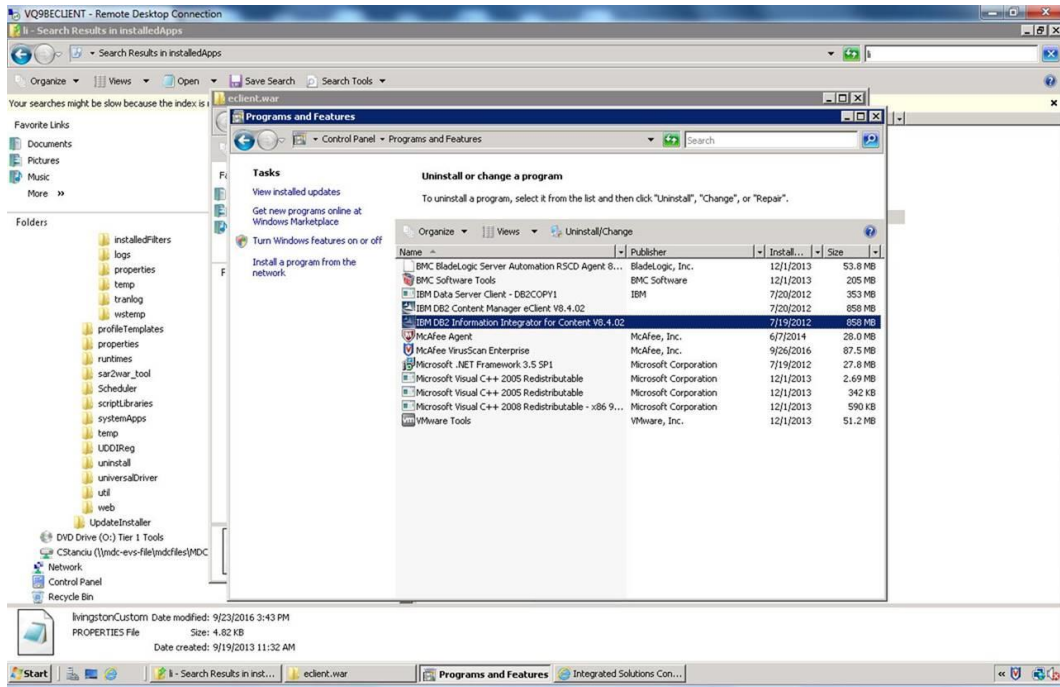 VQ9BECLIENT - Remote Desktop Connection
li - Search Results in installedApps
Search Results in installedApps
li
Organize Views Open Save Search Search Tools
Your searches might be slow because the index is
Favorite Links
Documents
Pictures
Music
More »
Folders
installedFilters
logs
properties
temp
tranlog
wstemp
profileTemplates
properties
runtimes
sar2war_tool
Scheduler
scriptLibraries
systemApps
temp
UDDIReg
uninstall
universalDriver
util
web
UpdateInstaller
DVD Drive (O:) Tier 1 Tools
CStanciu (\\mdc-evs-file\mdcfiles\MDC
Network
Control Panel
Recycle Bin
eclient.war
Programs and Features
Control Panel Programs and Features
Search
Tasks
View installed updates
Get new programs online at
Windows Marketplace
Turn Windows features on or off
Install a program from the
network
Uninstall or change a program
To uninstall a program, select it from the list and then click "Uninstall", "Change", or "Repair".
Organize Views Uninstall/Change
Name Publisher Install... Size
BMC BladeLogic Server Automation RSCD Agent 8... BladeLogic, Inc. 12/1/2013 53.8 MB
BMC Software Tools BMC Software 12/1/2013 205 MB
IBM Data Server Client - DB2COPY1 IBM 7/20/2012 353 MB
IBM DB2 Content Manager eClient V8.4.02 7/20/2012 858 MB
IBM DB2 Information Integrator for Content V8.4.02 7/19/2012 858 MB
McAfee Agent McAfee, Inc. 6/7/2014 28.0 MB
McAfee VirusScan Enterprise McAfee, Inc. 9/26/2016 87.5 MB
Microsoft .NET Framework 3.5 SP1 Microsoft Corporation 7/19/2012 27.8 MB
Microsoft Visual C++ 2005 Redistributable Microsoft Corporation 12/1/2013 2.69 MB
Microsoft Visual C++ 2005 Redistributable Microsoft Corporation 12/1/2013 342 KB
Microsoft Visual C++ 2008 Redistributable - x86 9... Microsoft Corporation 12/1/2013 590 KB
VMware Tools VMware, Inc. 12/1/2013 51.2 MB
livingstonCustom Date modified: 9/23/2016 3:43 PM
PROPERTIES File Size: 4.82 KB
Date created: 9/19/2013 11:32 AM
Start li - Search Results in inst... eclient.war Programs and Features Integrated Solutions Con...